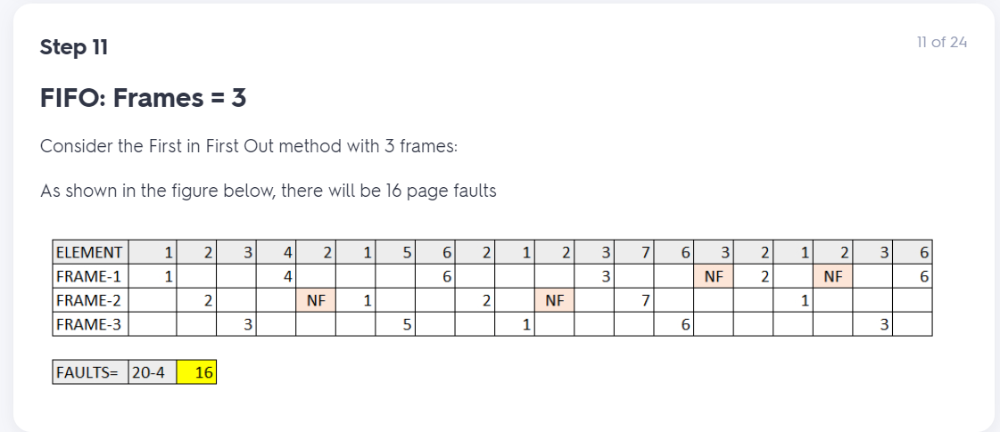 Step 11
11 of 24
FIFO: Frames = 3
Consider the First in First Out method with 3 frames:
As shown in the figure below, there will be 16 page faults
ELEMENT 1 2 3 4 2 1 5 6 2 1 2 3 7 6 3 2 1 2 3 6
FRAME-1 1 4 6 3 NF 2 NF 6
FRAME-2 2 NF 1 2 NF 7 1
FRAME-3 3 5 1 6 3
FAULTS= 20-4 16